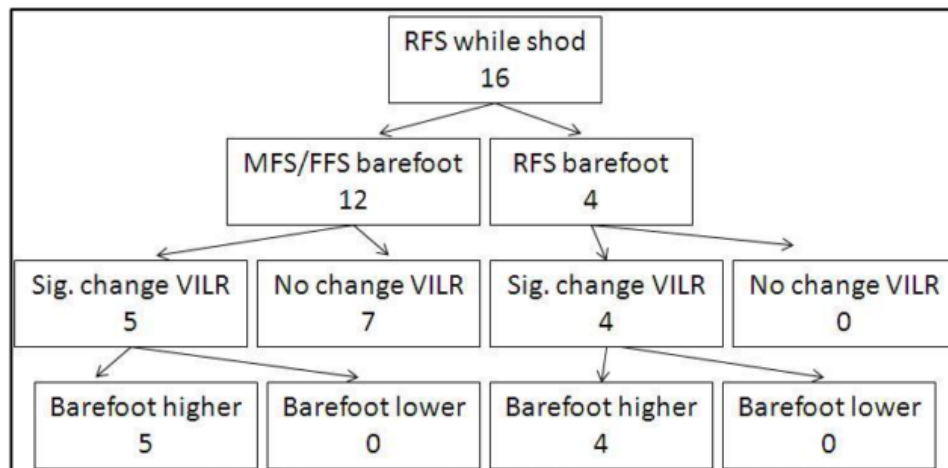 RFS while shod
16
MFS/FFS barefoot
12
RFS barefoot
4
Sig. change VILR
5
No change VILR
7
Sig. change VILR
4
No change VILR
0
Barefoot higher
5
Barefoot lower
0
Barefoot higher
4
Barefoot lower
0